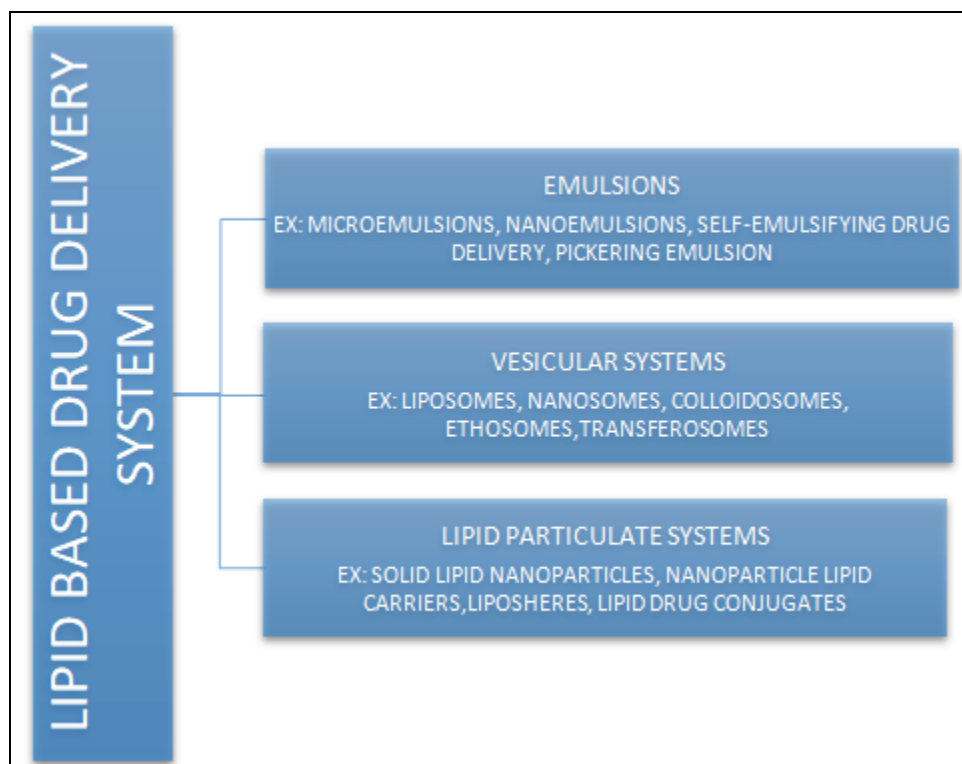 LIPID BASED DRUG DELIVERY
SYSTEM
EMULSIONS
EX: MICROEMULSIONS, NANOEMULSIONS, SELF-EMULSIFYING DRUG
DELIVERY, PICKERING EMULSION
VESICULAR SYSTEMS
EX: LIPOSOMES, NANOSOMES, COLLOIDOSOMES,
ETHOSOMES,TRANSFEROSOMES
LIPID PARTICULATE SYSTEMS
EX: SOLID LIPID NANOPARTICLES, NANOPARTICLE LIPID
CARRIERS,LIPOSHERES, LIPID DRUG CONJUGATES